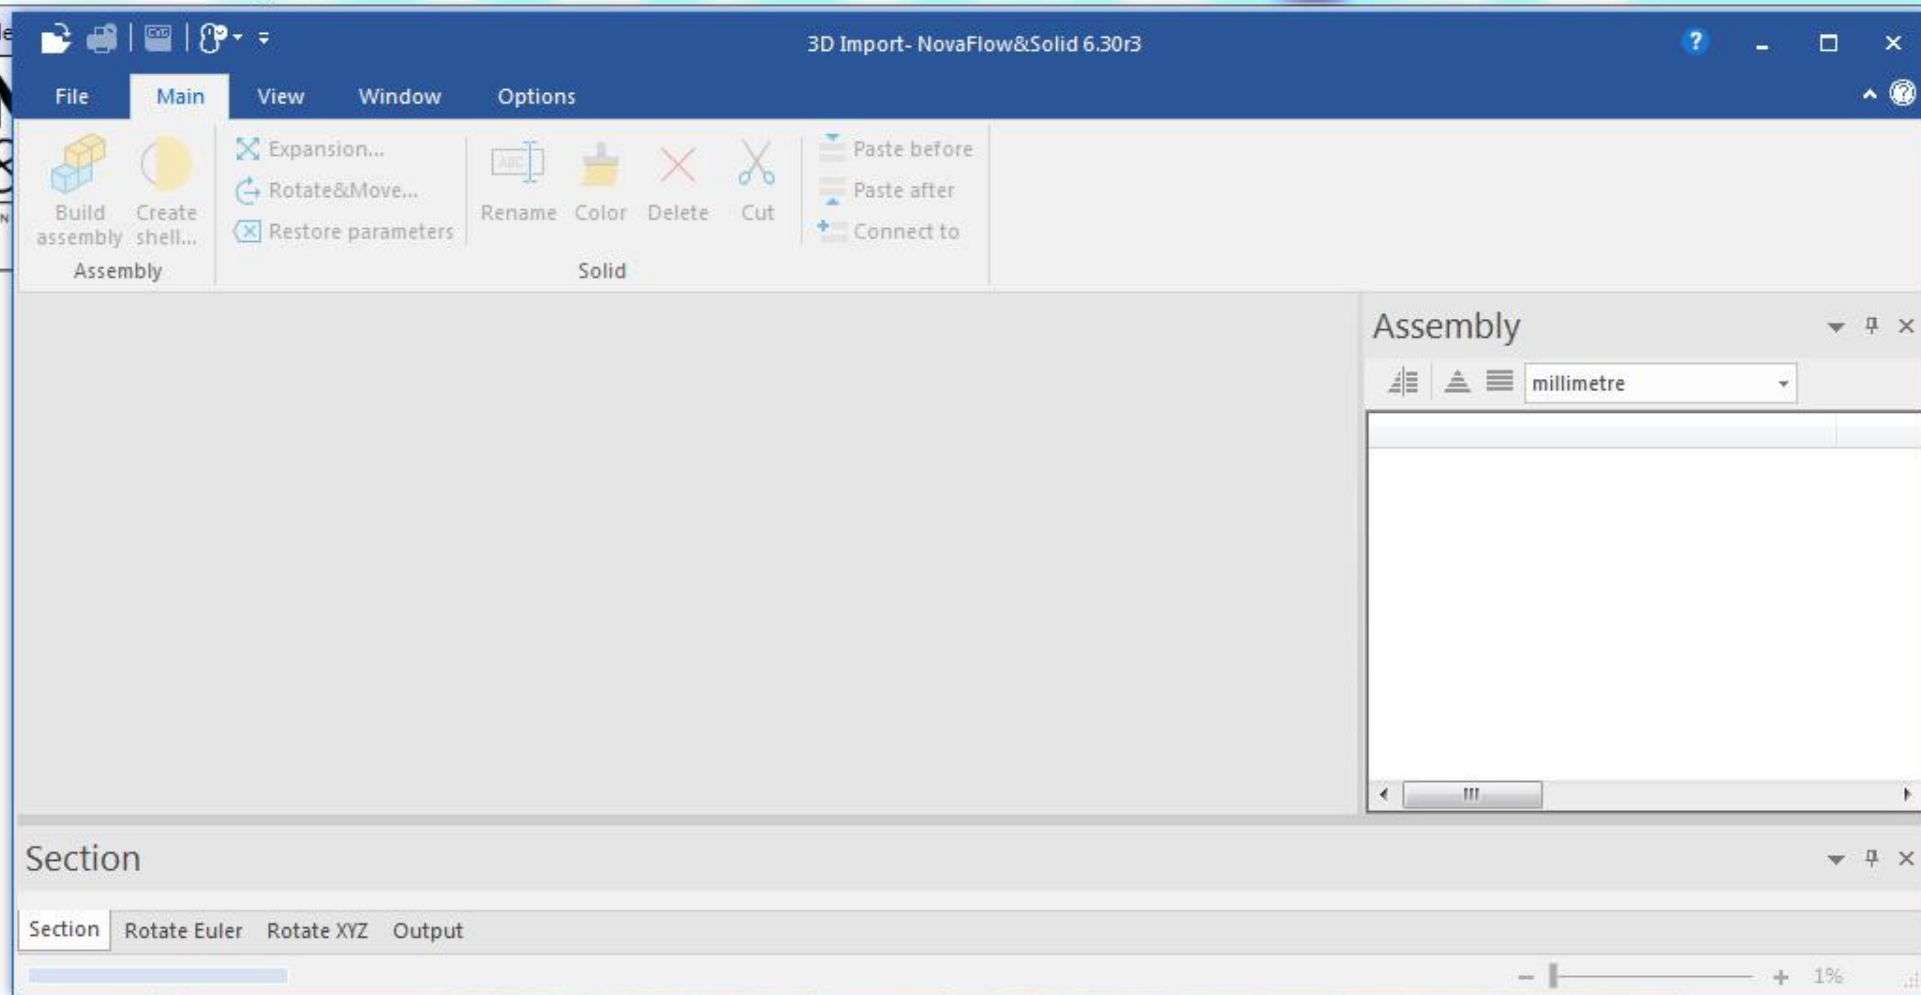 3D Import- NovaFlow&Solid 6.30r3
File Main View Window Options
Build assembly
Create shell...
Assembly
Expansion...
Rotate&Move...
Restore parameters
ABC
Rename Color Delete Cut
Paste before
Paste after
Connect to
Solid
Assembly
millimetre
Section
Section Rotate Euler Rotate XYZ Output
1%